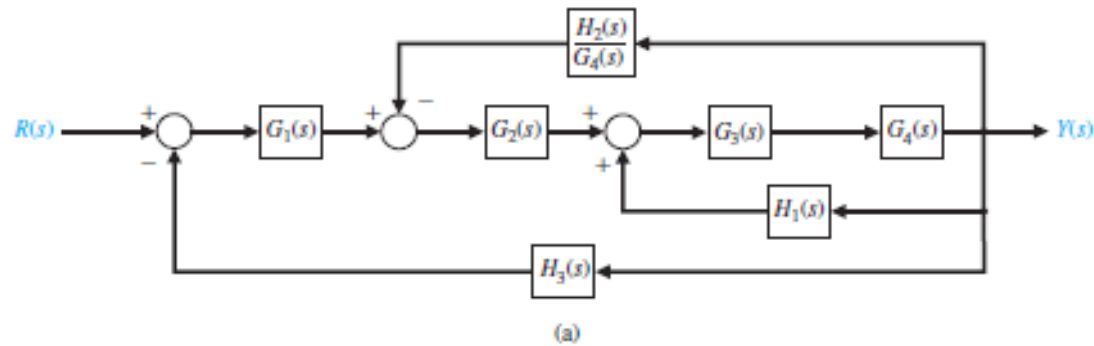 H₂(s)
G₄(s)
R(s) + − G₁(s) + − G₂(s) + + G₃(s) G₄(s) Y(s)
H₁(s)
H₃(s)
(a)